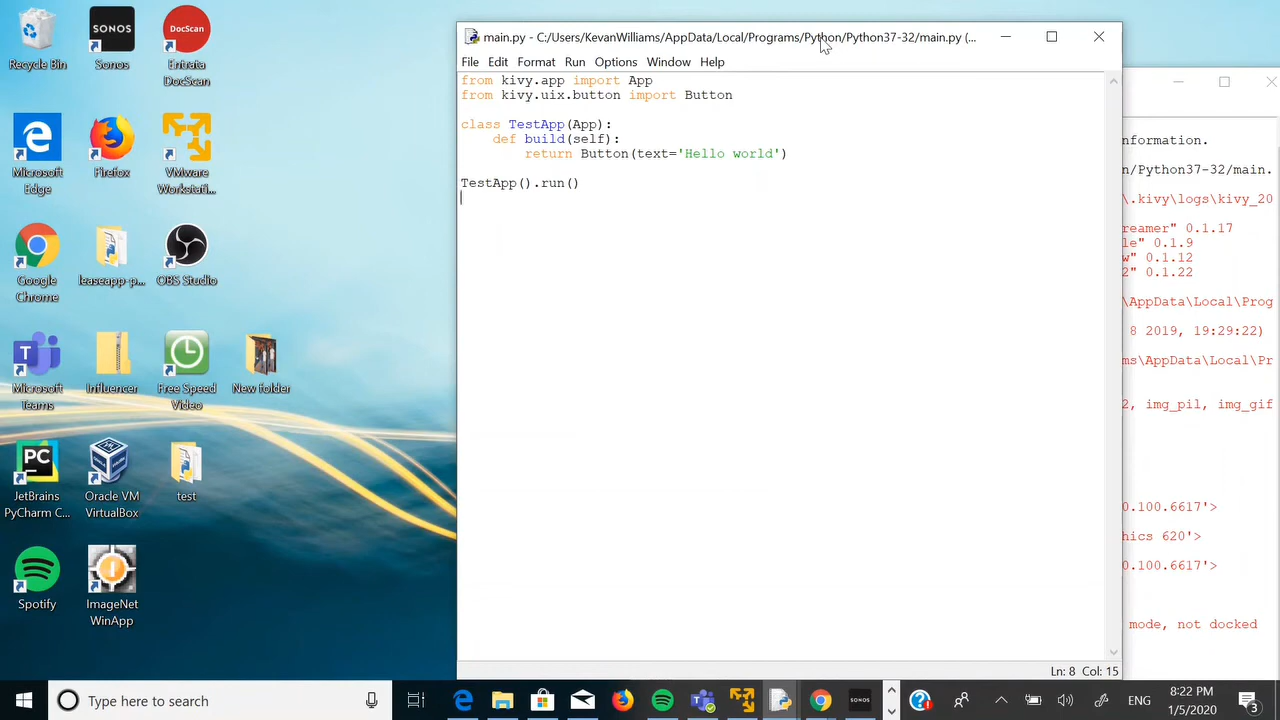 Recycle Bin
SONOS
Sonos
DocScan
Entrata
DocScan
Microsoft
Edge
Firefox
VMware
Workstati...
Google
Chrome
leaseapp-p...
OBS Studio
Microsoft
Teams
Influencer
Free Speed
Video
New folder
PC
JetBrains
PyCharm C...
Oracle VM
VirtualBox
test
Spotify
ImageNet
WinApp
main.py - C:/Users/KevanWilliams/AppData/Local/Programs/Python/Python37-32/main.py (...
File Edit Format Run Options Window Help
from kivy.app import App
from kivy.uix.button import Button
class TestApp(App):
    def build(self):
        return Button(text='Hello world')
TestApp().run()
Ln: 8 Col: 15
nformation.
n/Python37-32/main.
\.kivy\logs\kivy_20
reamer" 0.1.17
le" 0.1.9
w" 0.1.12
2" 0.1.22
\AppData\Local\Prog
8 2019, 19:29:22)
ms\AppData\Local\Pr
2, img_pil, img_gif
0.100.6617'>
hics 620'>
0.100.6617'>
mode, not docked
Type here to search
SONOS
ENG
8:22 PM
1/5/2020
3